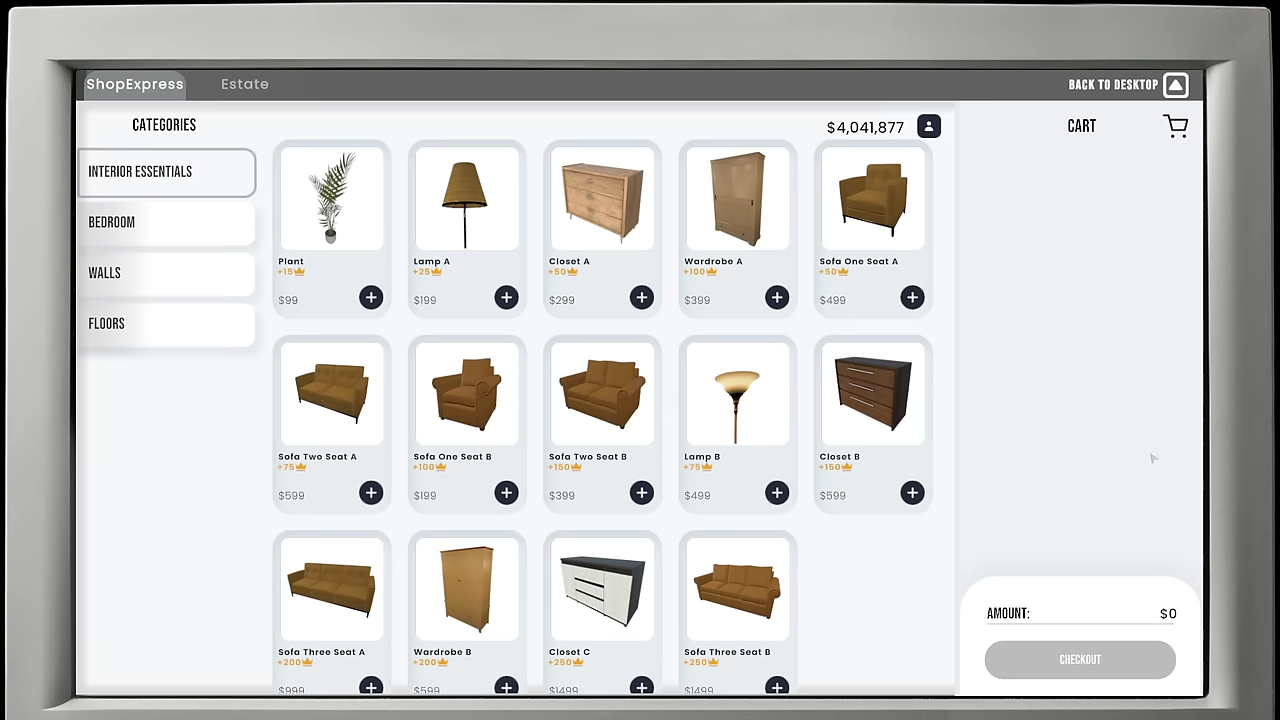 ShopExpress
Estate
BACK TO DESKTOP
CATEGORIES
$4,041,877
CART
INTERIOR ESSENTIALS
BEDROOM
WALLS
FLOORS
Plant
+15
$99
Lamp A
+25
$199
Closet A
+50
$299
Wardrobe A
+100
$399
Sofa One Seat A
+50
$499
Sofa Two Seat A
+75
$599
Sofa One Seat B
+100
$199
Sofa Two Seat B
+150
$399
Lamp B
+75
$499
Closet B
+150
$599
Sofa Three Seat A
+200
$999
Wardrobe B
+200
$599
Closet C
+250
$1499
Sofa Three Seat B
+250
$1499
AMOUNT:
$0
CHECKOUT